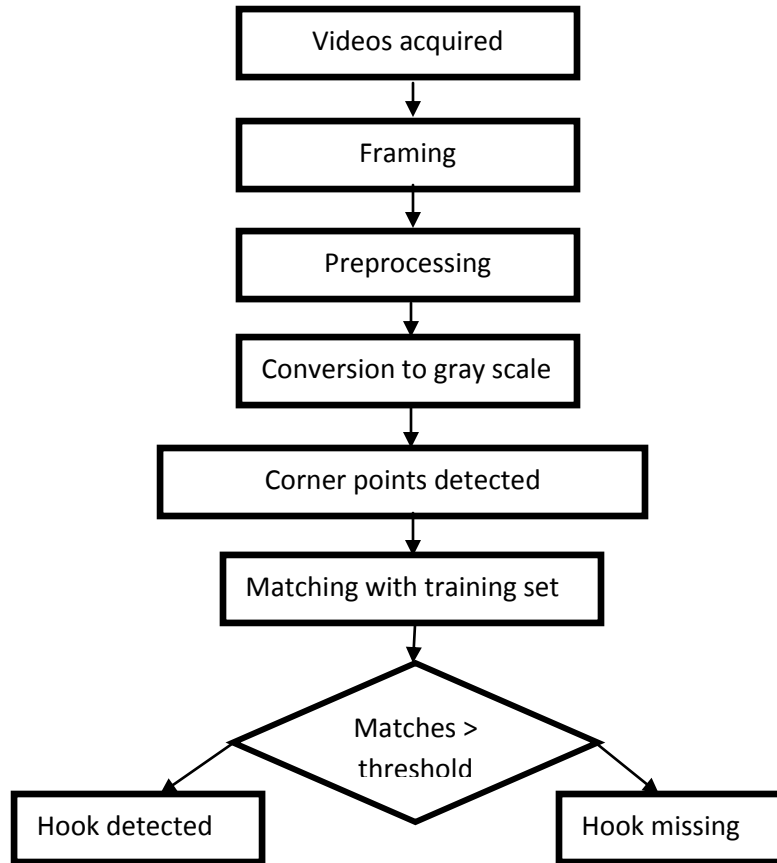 Videos acquired
Framing
Preprocessing
Conversion to gray scale
Corner points detected
Matching with training set
Matches >
threshold
Hook detected
Hook missing